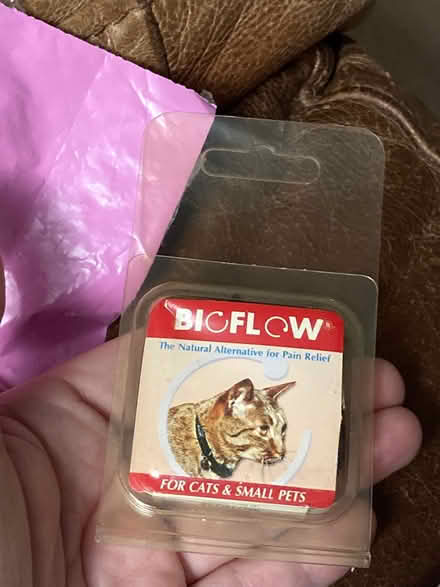 BIOFLOW
The Natural Alternative for Pain Relief
FOR CATS & SMALL PETS